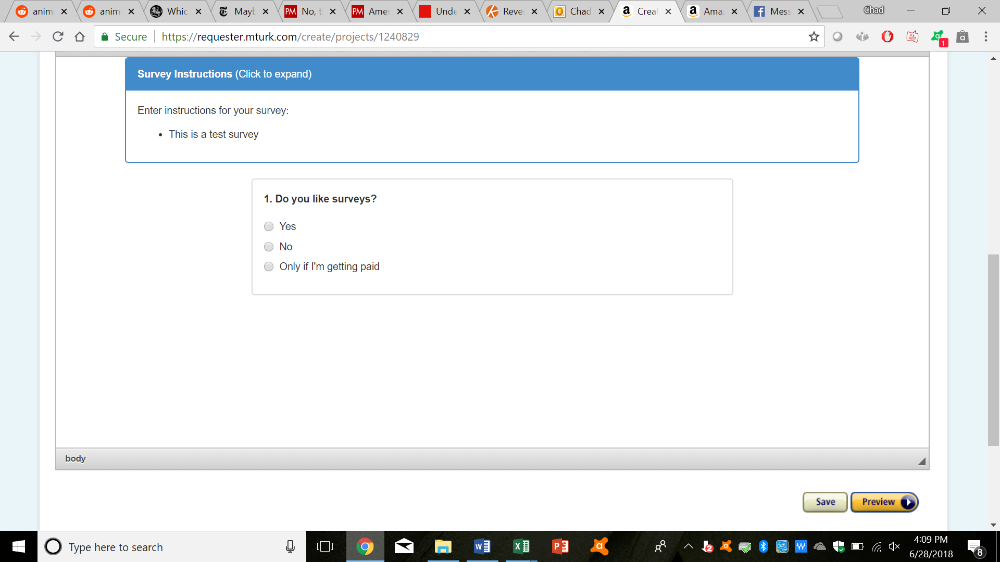 anim
anim
Whic
Mayb
PM No, t
PM Amer
Unde
Reve
Chad
Crea
Ama
Mess
Chad
Secure https://requester.mturk.com/create/projects/1240829
1
Survey Instructions (Click to expand)
Enter instructions for your survey:
• This is a test survey
1. Do you like surveys?
Yes
No
Only if I'm getting paid
body
Save
Preview
Type here to search
4:09 PM
6/28/2018
8